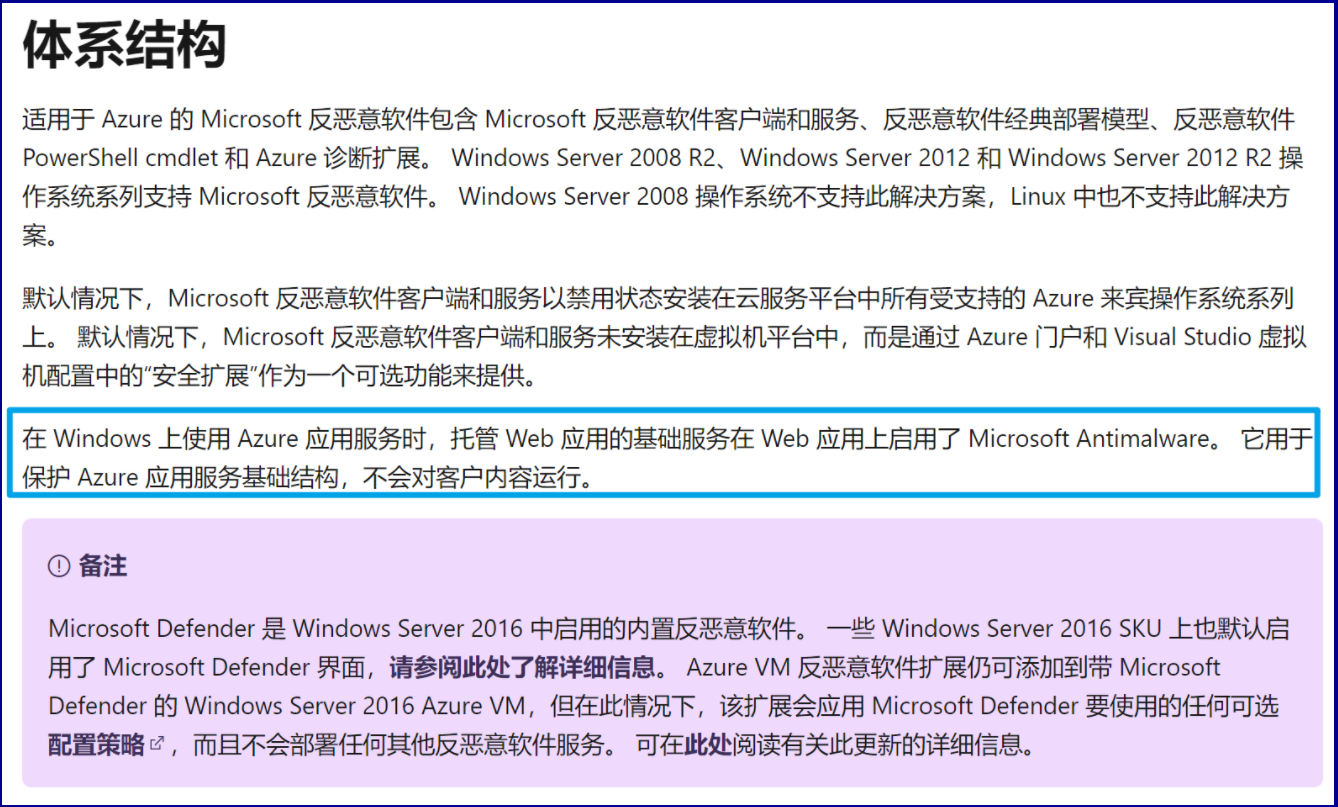 体系结构
适用于 Azure 的 Microsoft 反恶意软件包含 Microsoft 反恶意软件客户端和服务、反恶意软件经典部署模型、反恶意软件
PowerShell cmdlet 和 Azure 诊断扩展。 Windows Server 2008 R2、Windows Server 2012 和 Windows Server 2012 R2 操
作系统系列支持 Microsoft 反恶意软件。 Windows Server 2008 操作系统不支持此解决方案，Linux 中也不支持此解决方
案。
默认情况下，Microsoft 反恶意软件客户端和服务以禁用状态安装在云服务平台中所有受支持的 Azure 来宾操作系统系列
上。 默认情况下，Microsoft 反恶意软件客户端和服务未安装在虚拟机平台中，而是通过 Azure 门户和 Visual Studio 虚拟
机配置中的“安全扩展”作为一个可选功能来提供。
在 Windows 上使用 Azure 应用服务时，托管 Web 应用的基础服务在 Web 应用上启用了 Microsoft Antimalware。 它用于
保护 Azure 应用服务基础结构，不会对客户内容运行。
备注
Microsoft Defender 是 Windows Server 2016 中启用的内置反恶意软件。 一些 Windows Server 2016 SKU 上也默认启
用了 Microsoft Defender 界面，请参阅此处了解详细信息。 Azure VM 反恶意软件扩展仍可添加到带 Microsoft
Defender 的 Windows Server 2016 Azure VM，但在此情况下，该扩展会应用 Microsoft Defender 要使用的任何可选
配置策略，而且不会部署任何其他反恶意软件服务。 可在此处阅读有关此更新的详细信息。